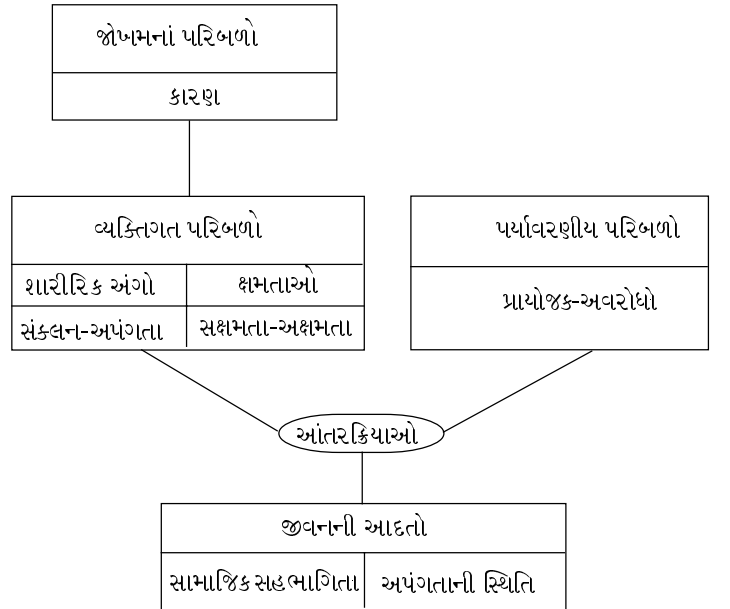 જોખમનાં પરિબળો
કારણ
વ્યક્તિગત પરિબળો
શારીરિક અંગો
ક્ષમતાઓ
સંકલન-અપંગતા
સક્ષમતા-અક્ષમતા
પર્યાવરણીય પરિબળો
પ્રાયોજક-અવરોધો
આંતરક્રિયાઓ
જીવનની આદતો
સામાજિક સહભાગિતા
અપંગતાની સ્થિતિ